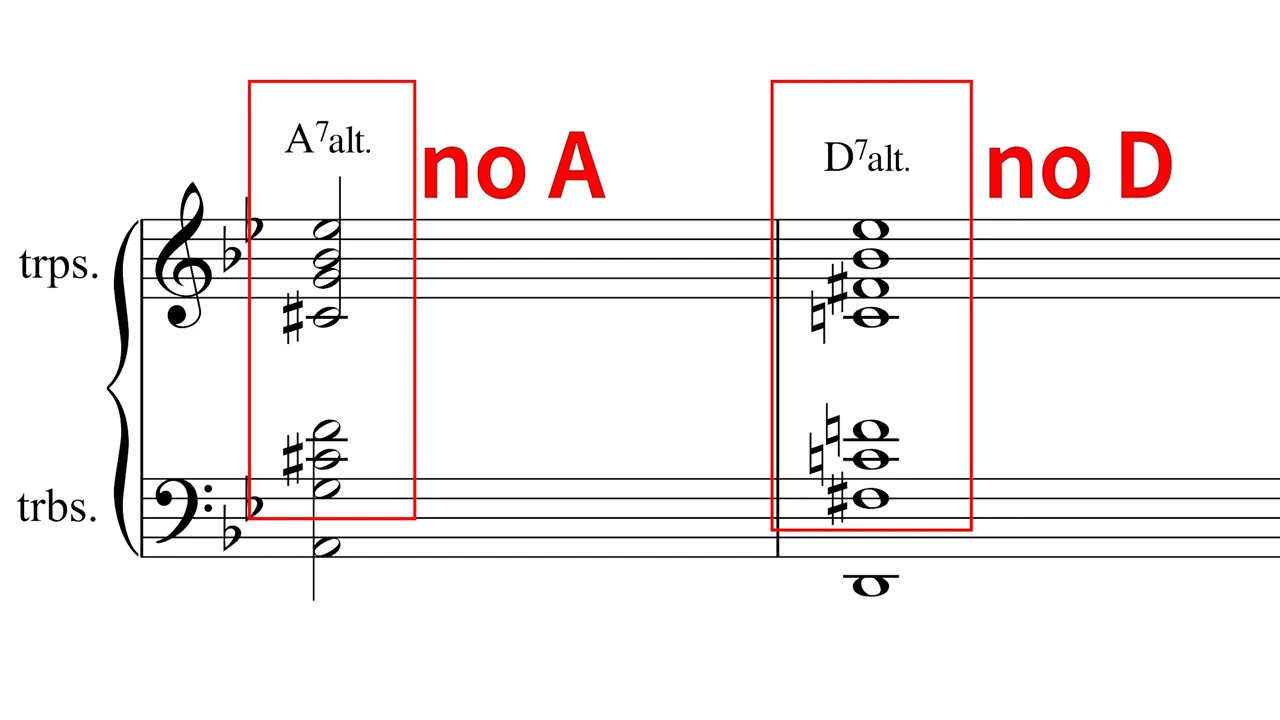 A7alt.
no A
D7alt.
no D
trps.
trbs.